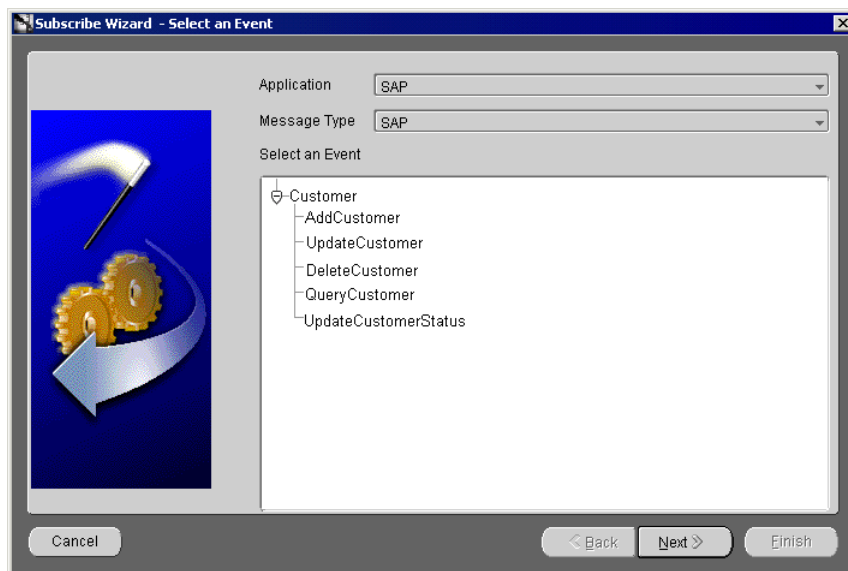 Subscribe Wizard - Select an Event
Application SAP
Message Type SAP
Select an Event
Customer
AddCustomer
UpdateCustomer
DeleteCustomer
QueryCustomer
UpdateCustomerStatus
Cancel Back Next Finish